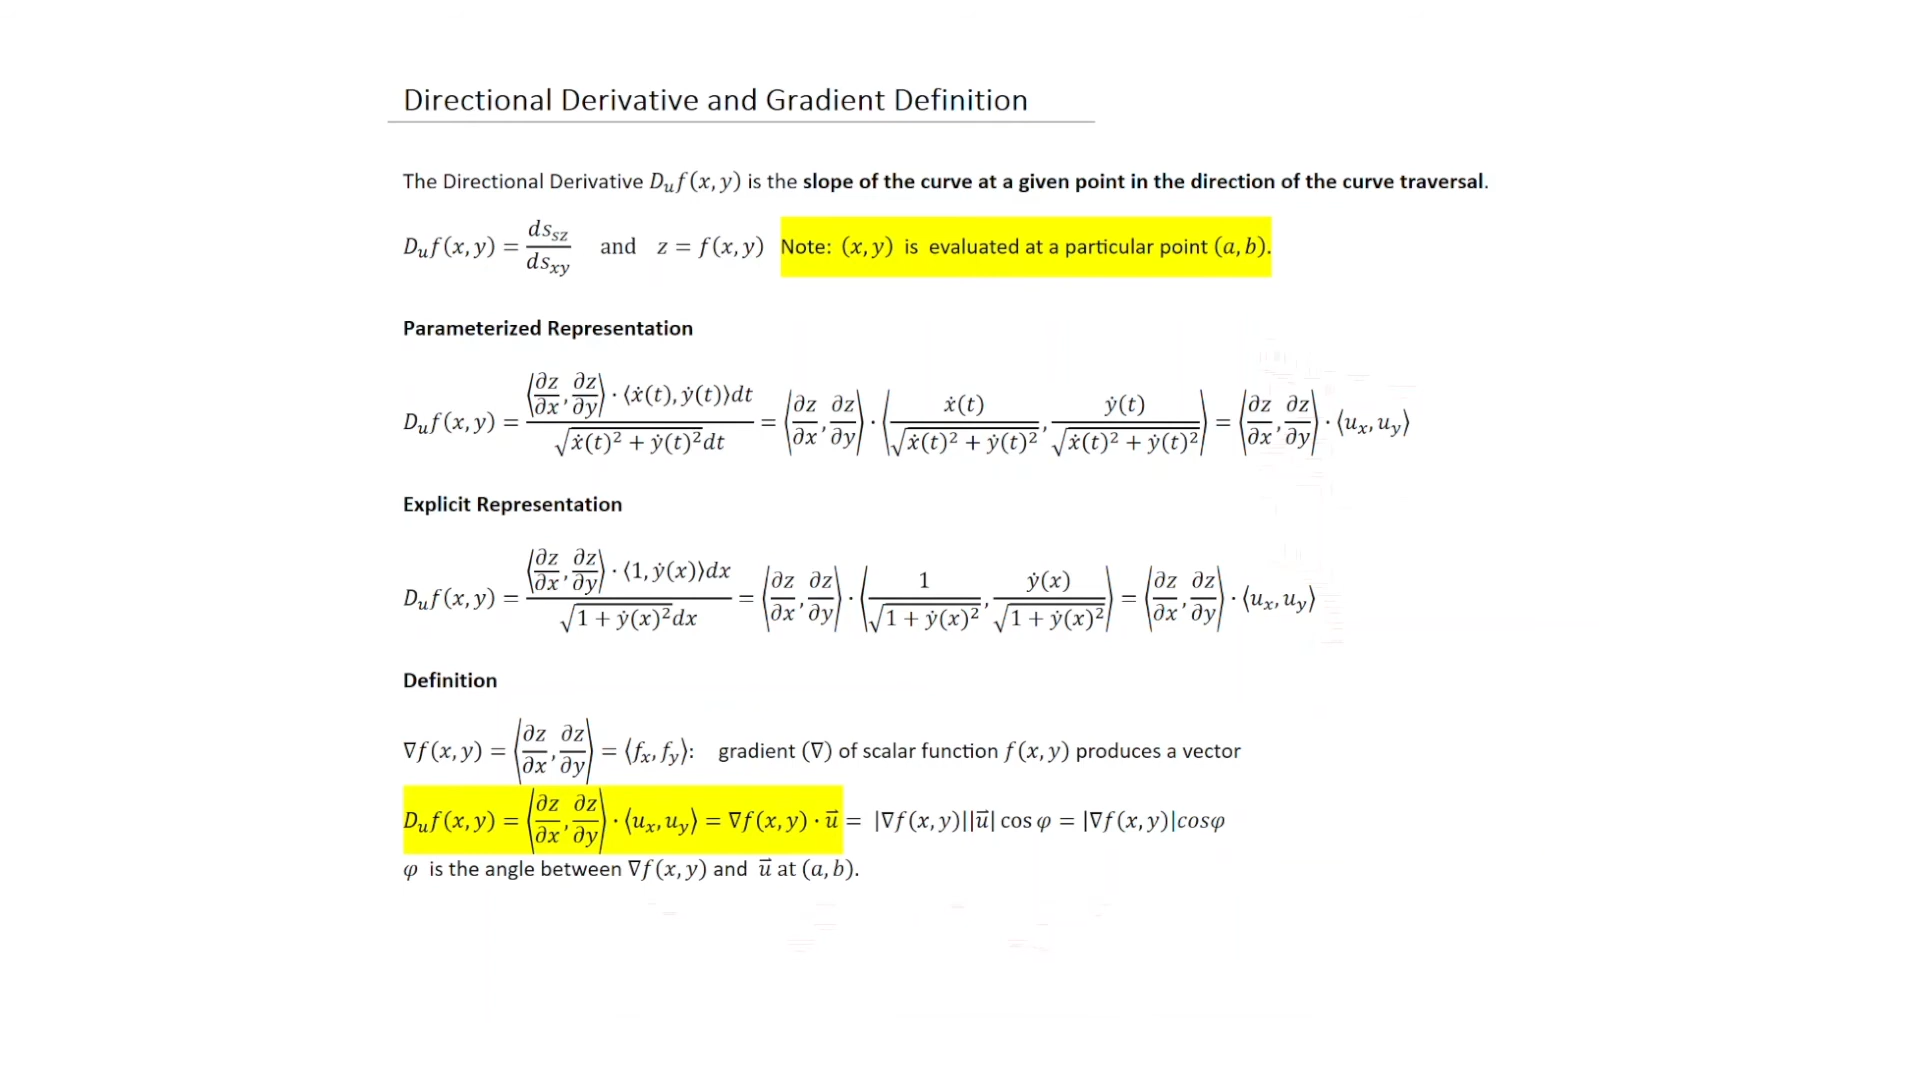 Directional Derivative and Gradient Definition
The Directional Derivative D_u f(x, y) is the slope of the curve at a given point in the direction of the curve traversal.
D_u f(x, y) = ds_sz / ds_xy and z = f(x, y) Note: (x, y) is evaluated at a particular point (a, b).
Parameterized Representation
D_u f(x, y) = ⟨∂z/∂x, ∂z/∂y⟩ · ⟨ẋ(t), ẏ(t)⟩dt / √(ẋ(t)² + ẏ(t)²)dt = ⟨∂z/∂x, ∂z/∂y⟩ · ⟨ẋ(t) / √(ẋ(t)² + ẏ(t)²), ẏ(t) / √(ẋ(t)² + ẏ(t)²)⟩ = ⟨∂z/∂x, ∂z/∂y⟩ · ⟨u_x, u_y⟩
Explicit Representation
D_u f(x, y) = ⟨∂z/∂x, ∂z/∂y⟩ · ⟨1, ẏ(x)⟩dx / √(1 + ẏ(x)²)dx = ⟨∂z/∂x, ∂z/∂y⟩ · ⟨1 / √(1 + ẏ(x)²), ẏ(x) / √(1 + ẏ(x)²)⟩ = ⟨∂z/∂x, ∂z/∂y⟩ · ⟨u_x, u_y⟩
Definition
∇f(x, y) = ⟨∂z/∂x, ∂z/∂y⟩ = ⟨f_x, f_y⟩: gradient (∇) of scalar function f(x, y) produces a vector
D_u f(x, y) = ⟨∂z/∂x, ∂z/∂y⟩ · ⟨u_x, u_y⟩ = ∇f(x, y) · u⃗ = |∇f(x, y)||u⃗| cos φ = |∇f(x, y)|cosφ
φ is the angle between ∇f(x, y) and u⃗ at (a, b).